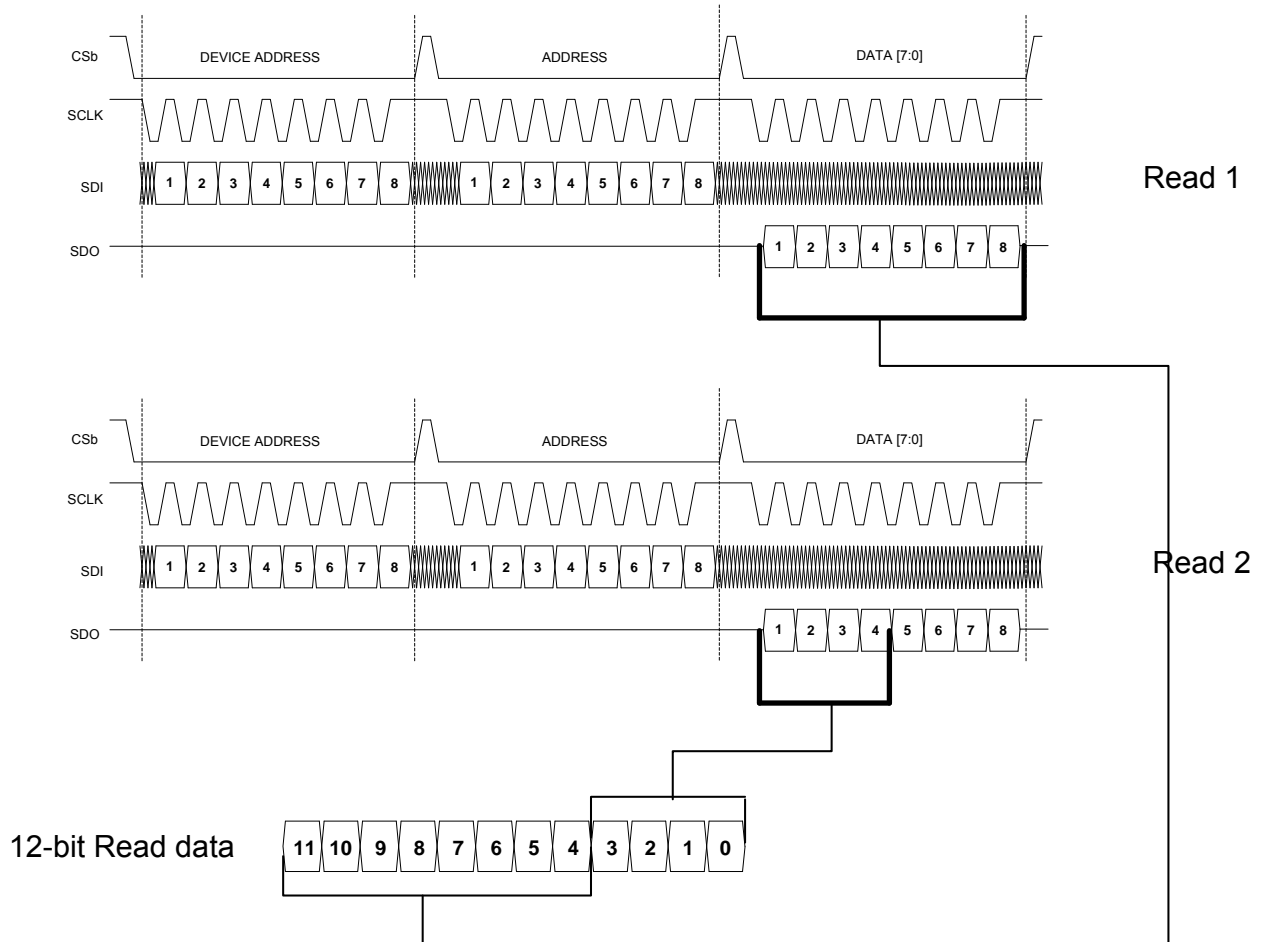 CSb DEVICE ADDRESS ADDRESS DATA [7:0]
SCLK
SDI 1 2 3 4 5 6 7 8 1 2 3 4 5 6 7 8 Read 1
SDO 1 2 3 4 5 6 7 8
CSb DEVICE ADDRESS ADDRESS DATA [7:0]
SCLK
SDI 1 2 3 4 5 6 7 8 1 2 3 4 5 6 7 8 Read 2
SDO 1 2 3 4 5 6 7 8
12-bit Read data 11 10 9 8 7 6 5 4 3 2 1 0